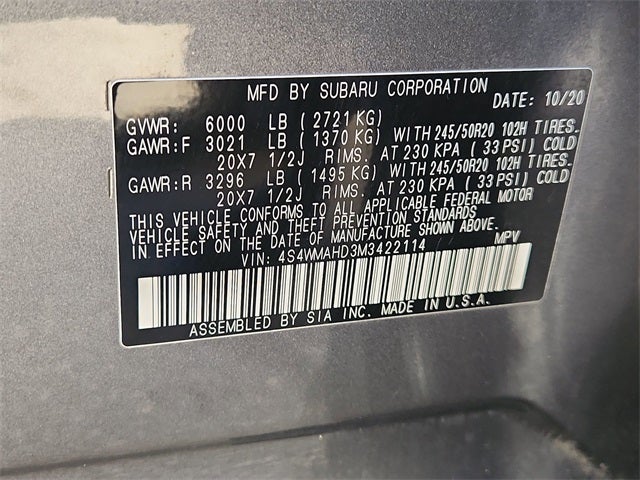 MFD BY SUBARU CORPORATION
DATE: 10/20
GVWR: 6000 LB ( 2721 KG)
GAWR:F 3021 LB ( 1370 KG) WITH 245/50R20 102H TIRES.
20X7 1/2J RIMS. AT 230 KPA ( 33 PSI) COLD
GAWR:R 3296 LB ( 1495 KG) WITH 245/50R20 102H TIRES.
20X7 1/2J RIMS. AT 230 KPA ( 33 PSI) COLD
THIS VEHICLE CONFORMS TO ALL APPLICABLE FEDERAL MOTOR
VEHICLE SAFETY AND THEFT PREVENTION STANDARDS
IN EFFECT ON THE DATE OF MANUFACTURE SHOWN ABOVE.
VIN: 4S4WMAHD3M3422114 MPV
ASSEMBLED BY SIA INC. MADE IN U.S.A.